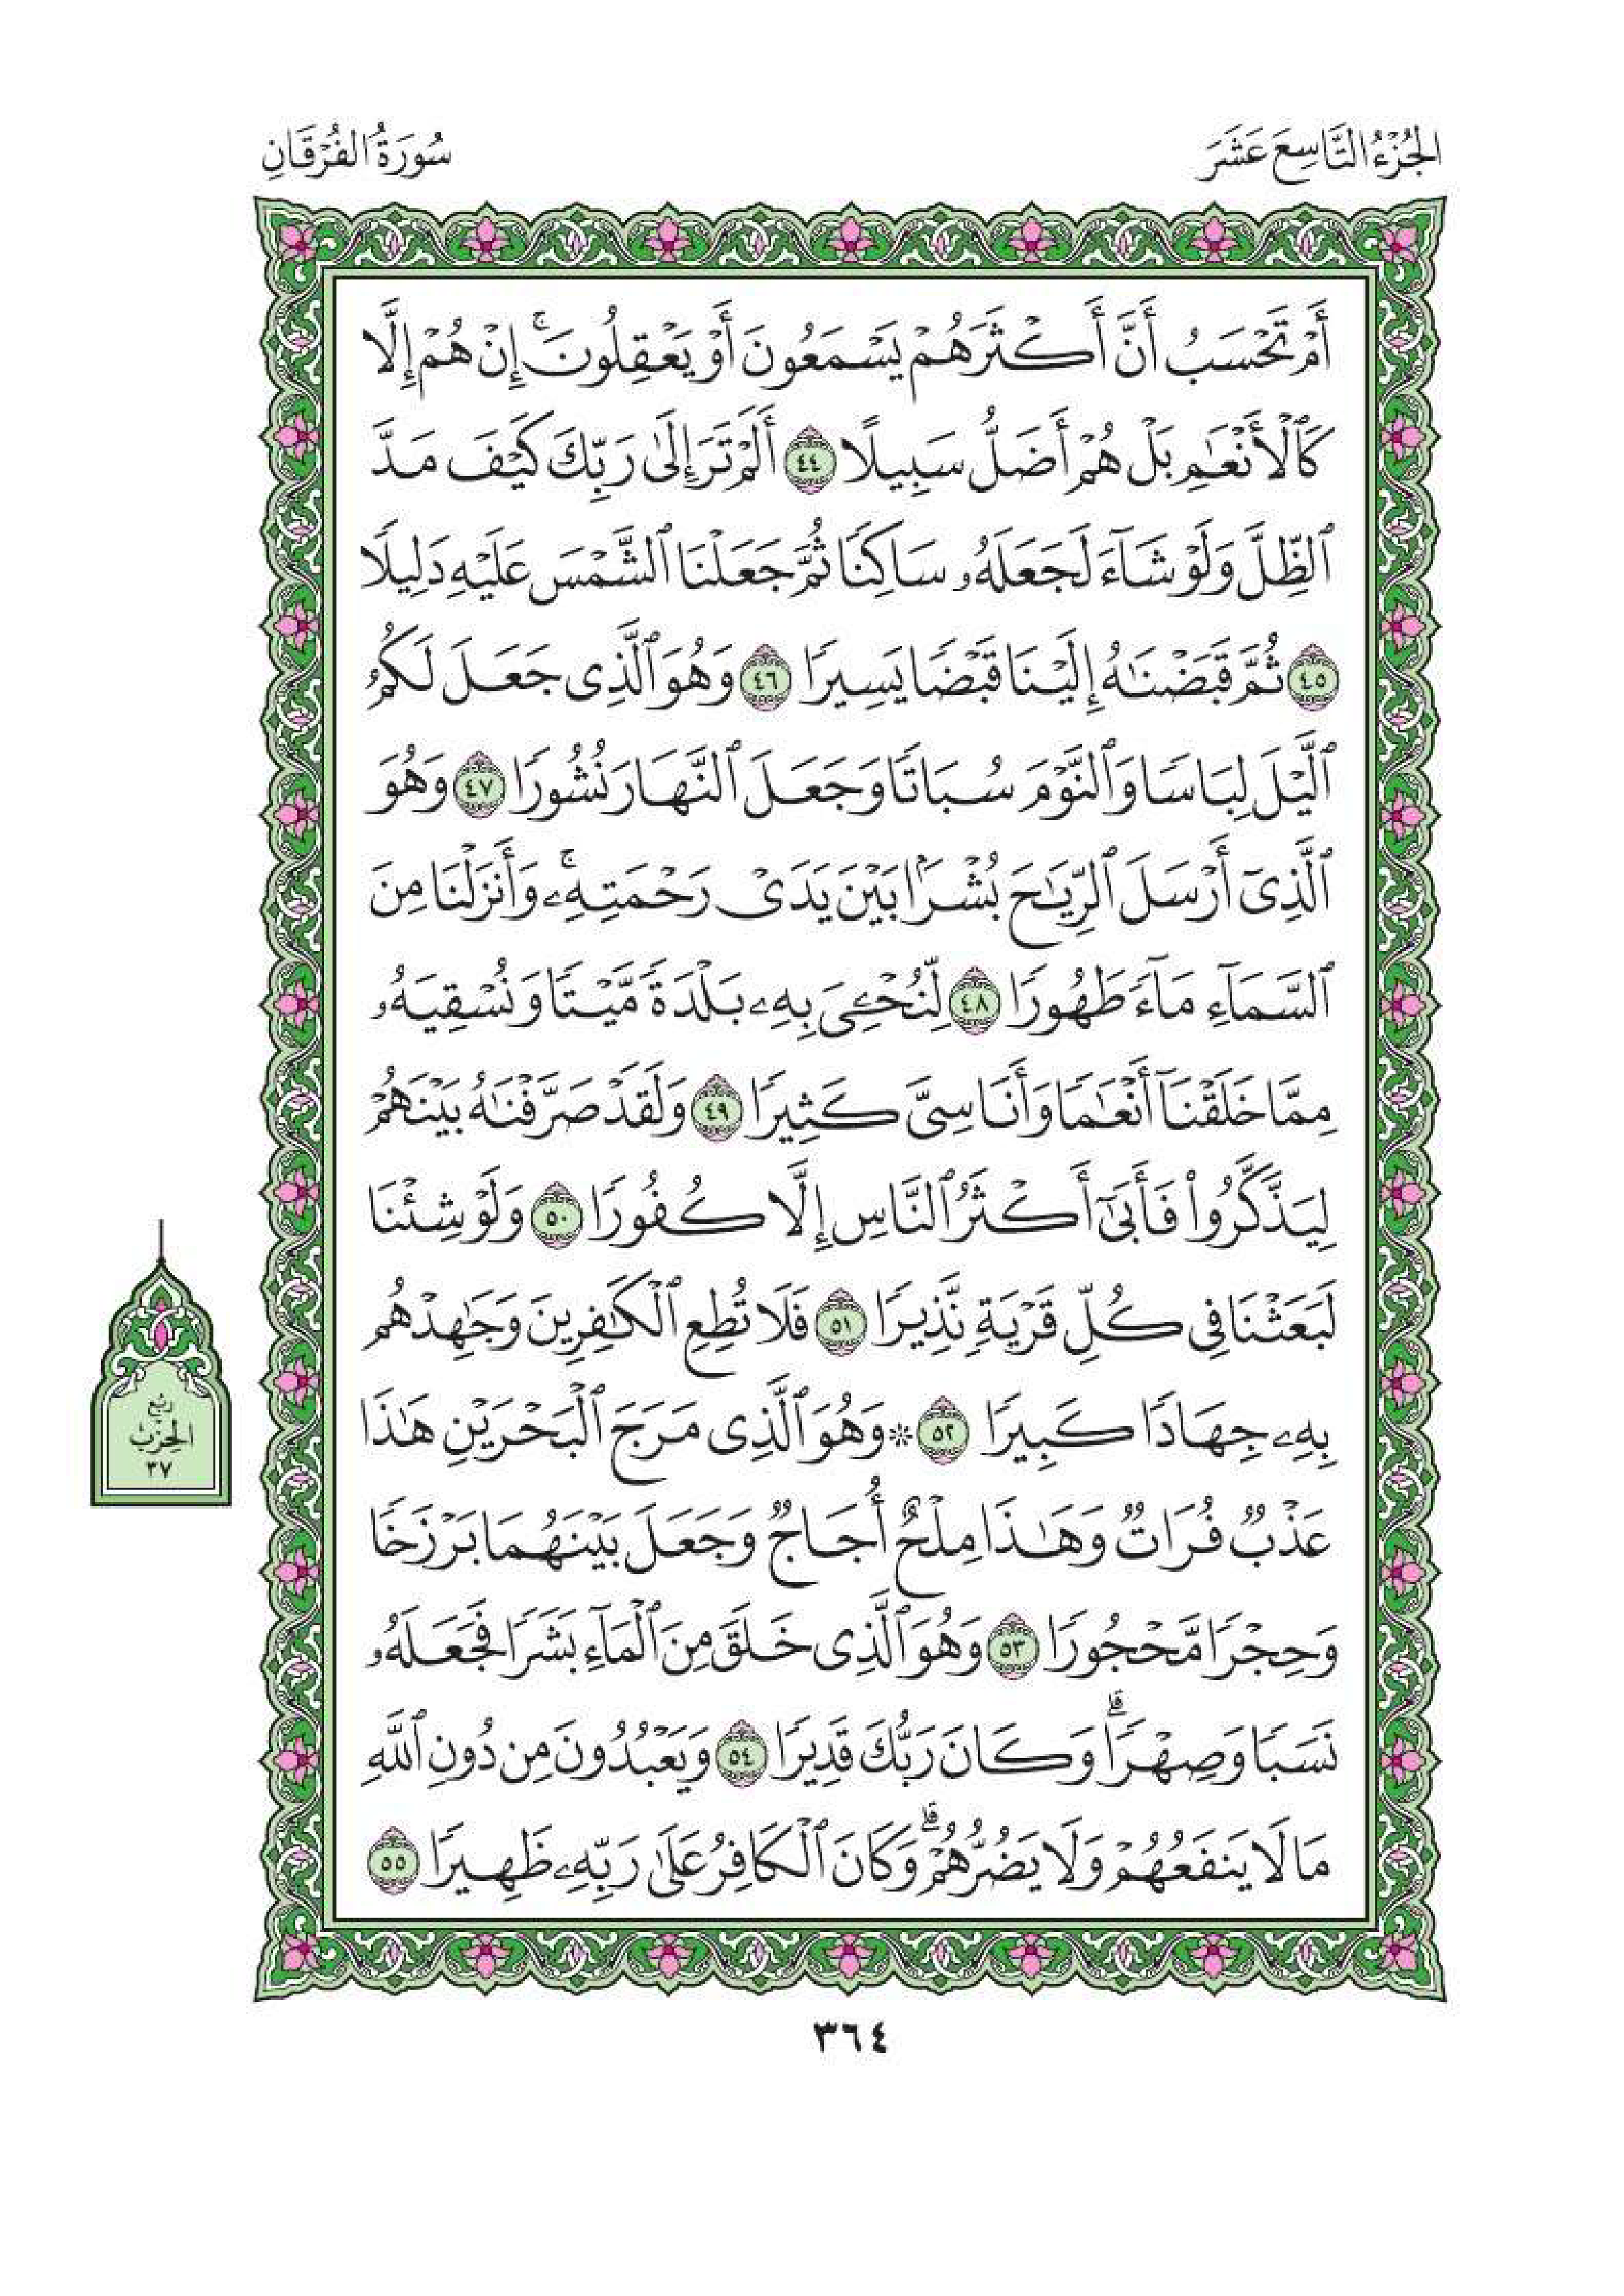 الجُزْءُ التَّاسِعَ عَشَرَ
سُورَةُ الفُرْقَانِ
أَمْ تَحْسَبُ أَنَّ أَكْثَرَهُمْ يَسْمَعُونَ أَوْ يَعْقِلُونَۚ إِنْ هُمْ إِلَّا
كَٱلْأَنْعَٰمِ بَلْ هُمْ أَضَلُّ سَبِيلًا ٤٤ أَلَمْ تَرَ إِلَىٰ رَبِّكَ كَيْفَ مَدَّ
ٱلظِّلَّ وَلَوْ شَآءَ لَجَعَلَهُۥ سَاكِنًا ثُمَّ جَعَلْنَا ٱلشَّمْسَ عَلَيْهِ دَلِيلًا
٤٥ ثُمَّ قَبَضْنَٰهُ إِلَيْنَا قَبْضًا يَسِيرًا ٤٦ وَهُوَ ٱلَّذِى جَعَلَ لَكُمُ
ٱلَّيْلَ لِبَاسًا وَٱلنَّوْمَ سُبَاتًا وَجَعَلَ ٱلنَّهَارَ نُشُورًا ٤٧ وَهُوَ
ٱلَّذِىٓ أَرْسَلَ ٱلرِّيَٰحَ بُشْرًۢا بَيْنَ يَدَىْ رَحْمَتِهِۦۚ وَأَنزَلْنَا مِنَ
ٱلسَّمَآءِ مَآءً طَهُورًا ٤٨ لِّنُحْـِۧىَ بِهِۦ بَلْدَةً مَّيْتًا وَنُسْقِيَهُۥ
مِمَّا خَلَقْنَآ أَنْعَٰمًا وَأَنَاسِىَّ كَثِيرًا ٤٩ وَلَقَدْ صَرَّفْنَٰهُ بَيْنَهُمْ
لِيَذَّكَّرُوا۟ فَأَبَىٰٓ أَكْثَرُ ٱلنَّاسِ إِلَّا كُفُورًا ٥٠ وَلَوْ شِئْنَا
لَبَعَثْنَا فِى كُلِّ قَرْيَةٍ نَّذِيرًا ٥١ فَلَا تُطِعِ ٱلْكَٰفِرِينَ وَجَٰهِدْهُم
بِهِۦ جِهَادًا كَبِيرًا ٥٢ ۞ وَهُوَ ٱلَّذِى مَرَجَ ٱلْبَحْرَيْنِ هَٰذَا
عَذْبٌ فُرَاتٌ وَهَٰذَا مِلْحٌ أُجَاجٌ وَجَعَلَ بَيْنَهُمَا بَرْزَخًا
وَحِجْرًا مَّحْجُورًا ٥٣ وَهُوَ ٱلَّذِى خَلَقَ مِنَ ٱلْمَآءِ بَشَرًا فَجَعَلَهُۥ
نَسَبًا وَصِهْرًاۗ وَكَانَ رَبُّكَ قَدِيرًا ٥٤ وَيَعْبُدُونَ مِن دُونِ ٱللَّهِ
مَا لَا يَنفَعُهُمْ وَلَا يَضُرُّهُمْۗ وَكَانَ ٱلْكَافِرُ عَلَىٰ رَبِّهِۦ ظَهِيرًا ٥٥
رُبع
الحِزْب
٣٧
٣٦٤